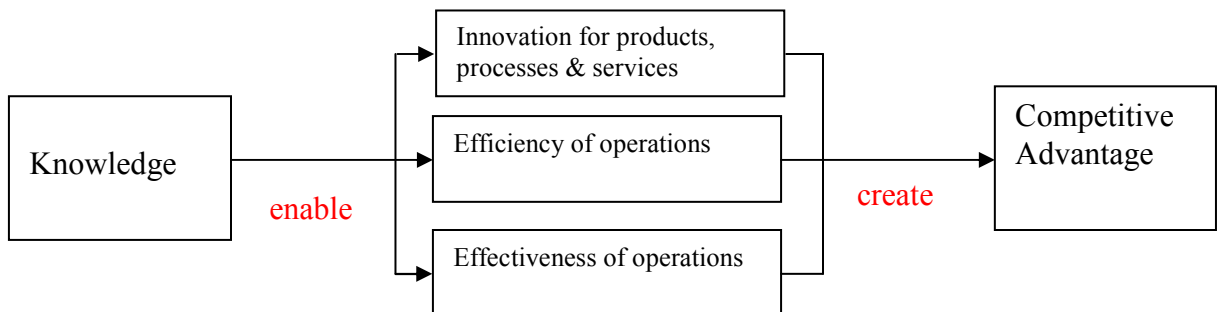 Knowledge
enable
Innovation for products,
processes & services
Efficiency of operations
Effectiveness of operations
create
Competitive
Advantage